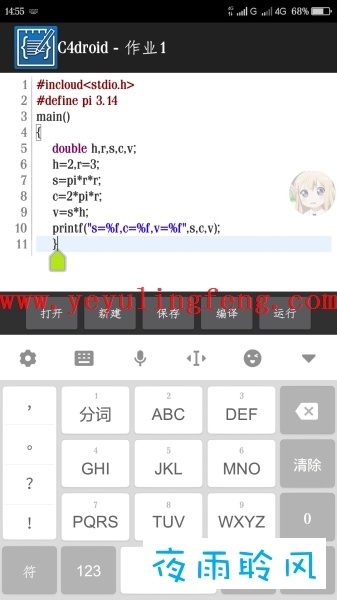 14:55 4G G 4G 68%
C4droid - 作业1
1 #incloud<stdio.h>
2 #define pi 3.14
3 main()
4 {
5 double h,r,s,c,v;
6 h=2,r=3;
7 s=pi*r*r;
8 c=2*pi*r;
9 v=s*h;
10 printf("s=%f,c=%f,v=%f",s,c,v);
11 }
www.yeyulingfeng.com
打开 新建 保存 编译 运行
， 1 分词 2 ABC 3 DEF
。 4 GHI 5 JKL 6 MNO 清除
？
！ 7 PQRS 8 TUV 9 WXYZ 0
符 123
夜雨聆风